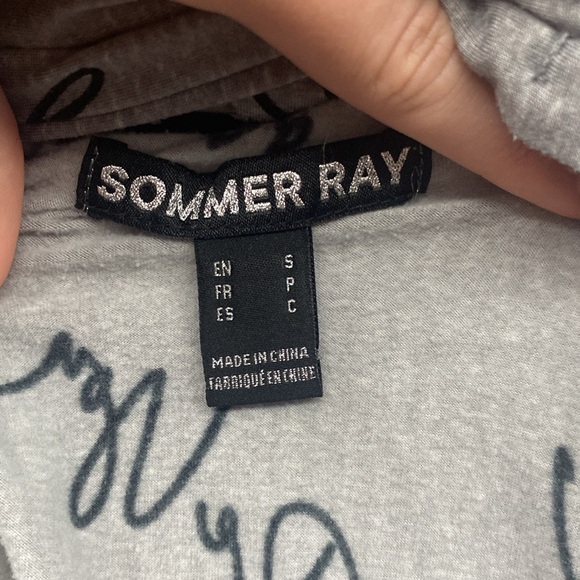 SOMMER RAY
EN S
FR P
ES C
MADE IN CHINA
FABRIQUÉ EN CHINE